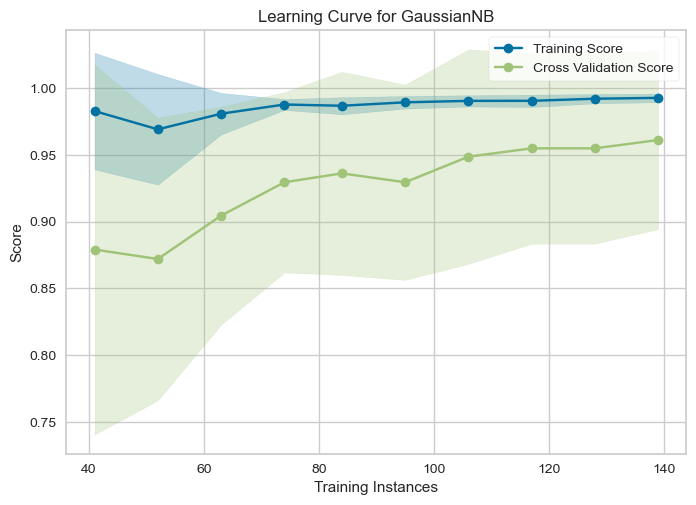 Learning Curve for GaussianNB
Training Score
Cross Validation Score
1.00
0.95
0.90
0.85
0.80
0.75
Score
40 60 80 100 120 140
Training Instances